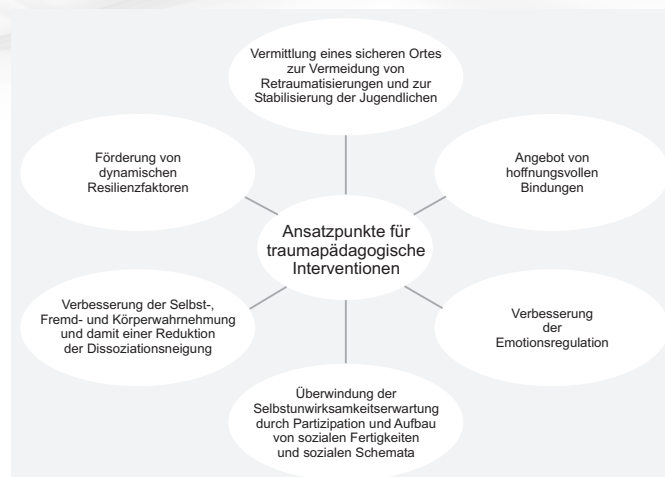 Vermittlung eines sicheren Ortes
zur Vermeidung von
Retraumatisierungen und zur
Stabilisierung der Jugendlichen
Förderung von
dynamischen
Resilienzfaktoren
Angebot von
hoffnungsvollen
Bindungen
Ansatzpunkte für
traumapädagogische
Interventionen
Verbesserung der Selbst-,
Fremd- und Körperwahrnehmung
und damit einer Reduktion
der Dissoziationsneigung
Verbesserung
der
Emotionsregulation
Überwindung der
Selbstunwirksamkeitserwartung
durch Partizipation und Aufbau
von sozialen Fertigkeiten
und sozialen Schemata